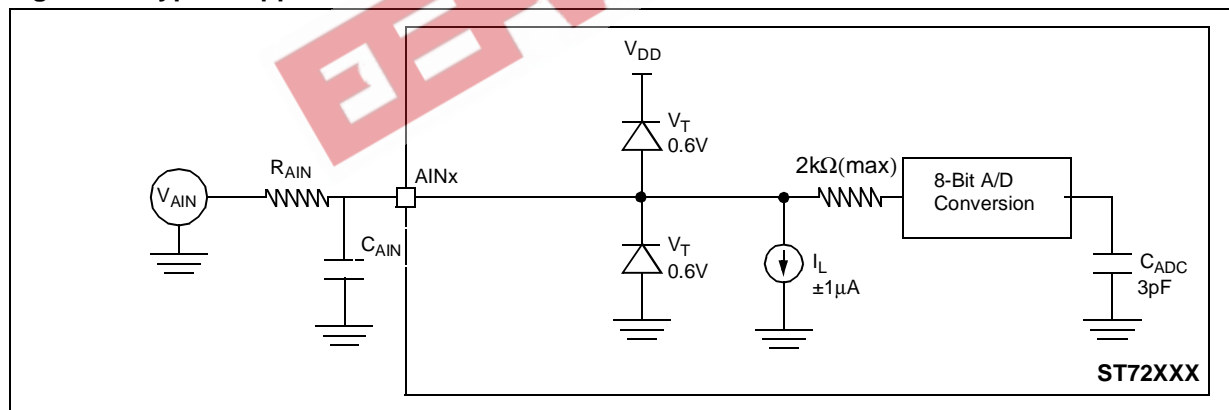 V_DD
V_T
0.6V
R_AIN
AINx
2kΩ(max)
8-Bit A/D
Conversion
V_AIN
C_AIN
V_T
0.6V
I_L
±1μA
C_ADC
3pF
ST72XXX